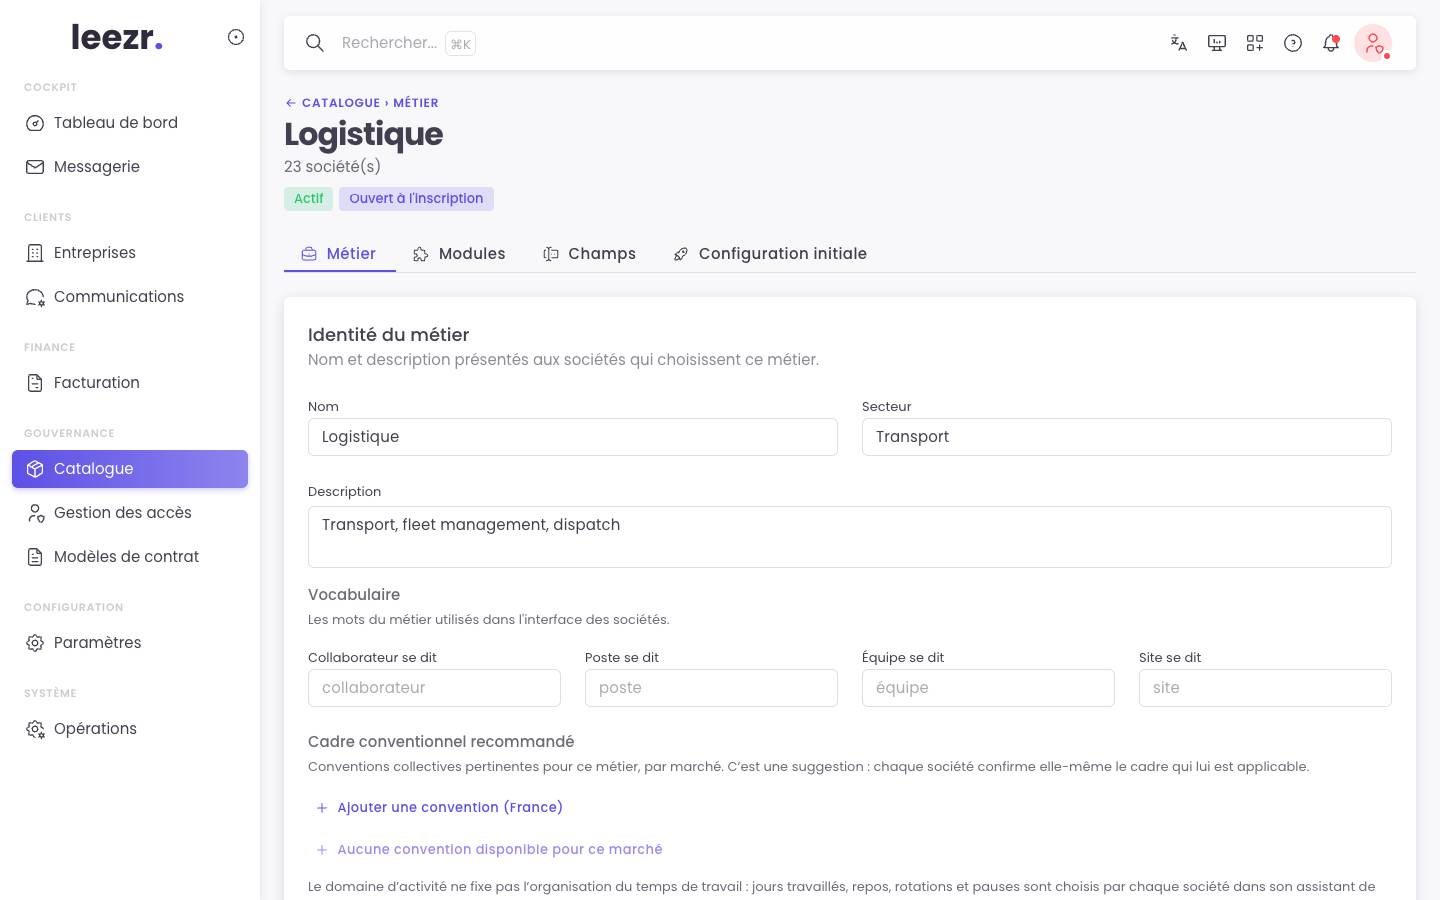 leezr.
COCKPIT
Tableau de bord
Messagerie
CLIENTS
Entreprises
Communications
FINANCE
Facturation
GOUVERNANCE
Catalogue
Gestion des accès
Modèles de contrat
CONFIGURATION
Paramètres
SYSTÈME
Opérations
Rechercher... ⌘K
← CATALOGUE › MÉTIER
Logistique
23 société(s)
Actif
Ouvert à l'inscription
Métier
Modules
Champs
Configuration initiale
Identité du métier
Nom et description présentés aux sociétés qui choisissent ce métier.
Nom
Logistique
Secteur
Transport
Description
Transport, fleet management, dispatch
Vocabulaire
Les mots du métier utilisés dans l'interface des sociétés.
Collaborateur se dit
collaborateur
Poste se dit
poste
Équipe se dit
équipe
Site se dit
site
Cadre conventionnel recommandé
Conventions collectives pertinentes pour ce métier, par marché. C’est une suggestion : chaque société confirme elle-même le cadre qui lui est applicable.
+ Ajouter une convention (France)
+ Aucune convention disponible pour ce marché
Le domaine d’activité ne fixe pas l’organisation du temps de travail : jours travaillés, repos, rotations et pauses sont choisis par chaque société dans son assistant de